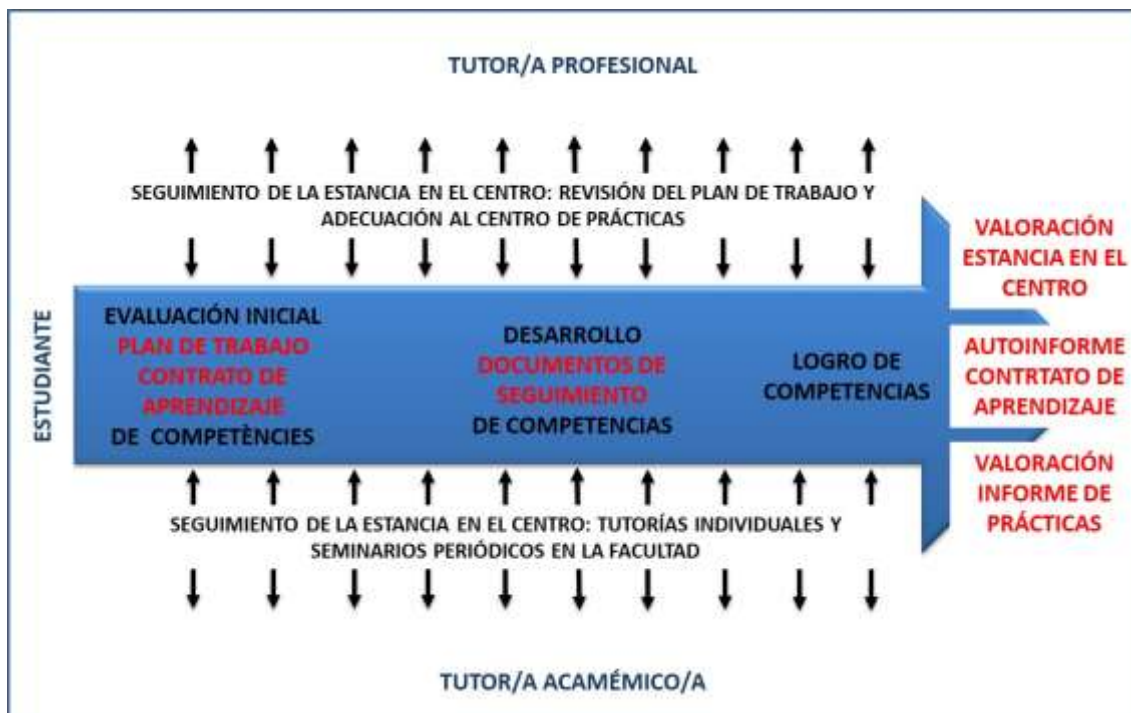 TUTOR/A PROFESIONAL
SEGUIMIENTO DE LA ESTANCIA EN EL CENTRO: REVISIÓN DEL PLAN DE TRABAJO Y
ADECUACIÓN AL CENTRO DE PRÁCTICAS
ESTUDIANTE
EVALUACIÓN INICIAL
PLAN DE TRABAJO
CONTRATO DE
APRENDIZAJE
DE COMPETÈNCIES
DESARROLLO
DOCUMENTOS DE
SEGUIMIENTO
DE COMPETENCIAS
LOGRO DE
COMPETENCIAS
VALORACIÓN
ESTANCIA EN EL
CENTRO
AUTOINFORME
CONTRTATO DE
APRENDIZAJE
VALORACIÓN
INFORME DE
PRÁCTICAS
SEGUIMIENTO DE LA ESTANCIA EN EL CENTRO: TUTORÍAS INDIVIDUALES Y
SEMINARIOS PERIÓDICOS EN LA FACULTAD
TUTOR/A ACAMÉMICO/A